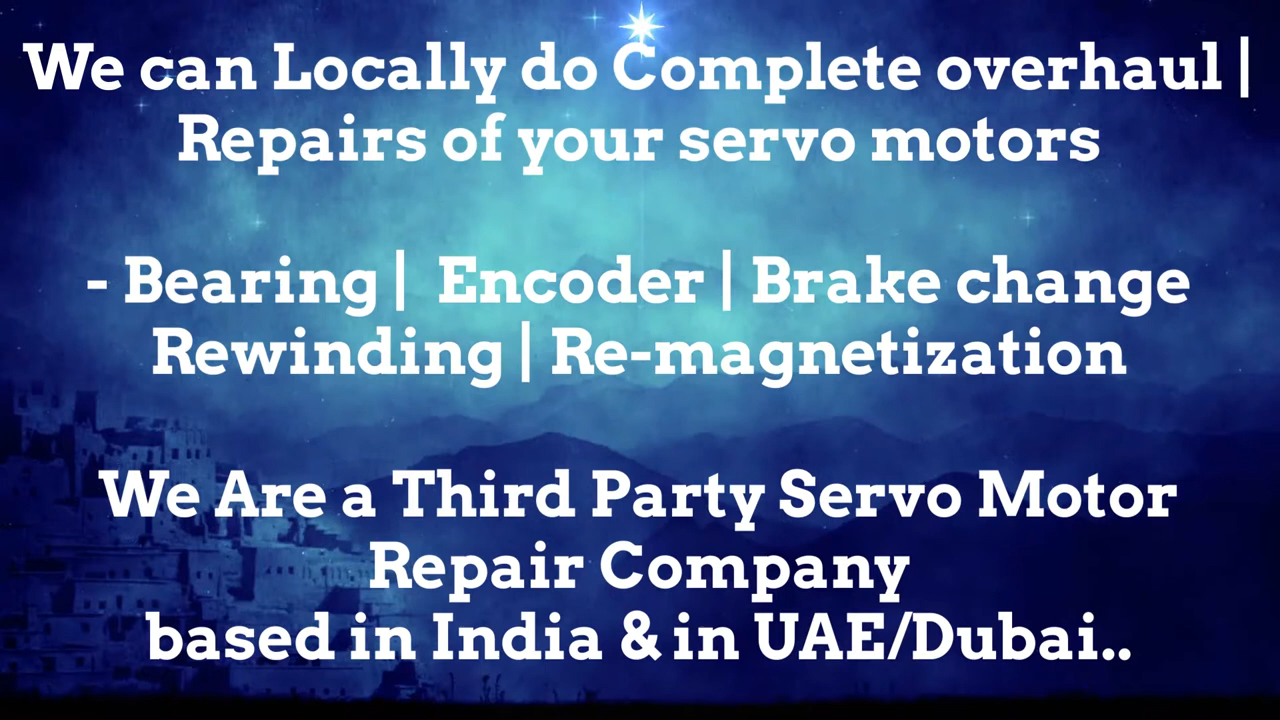 We can Locally do Complete overhaul |
Repairs of your servo motors
- Bearing | Encoder | Brake change
Rewinding | Re-magnetization
We Are a Third Party Servo Motor
Repair Company
based in India & in UAE/Dubai..